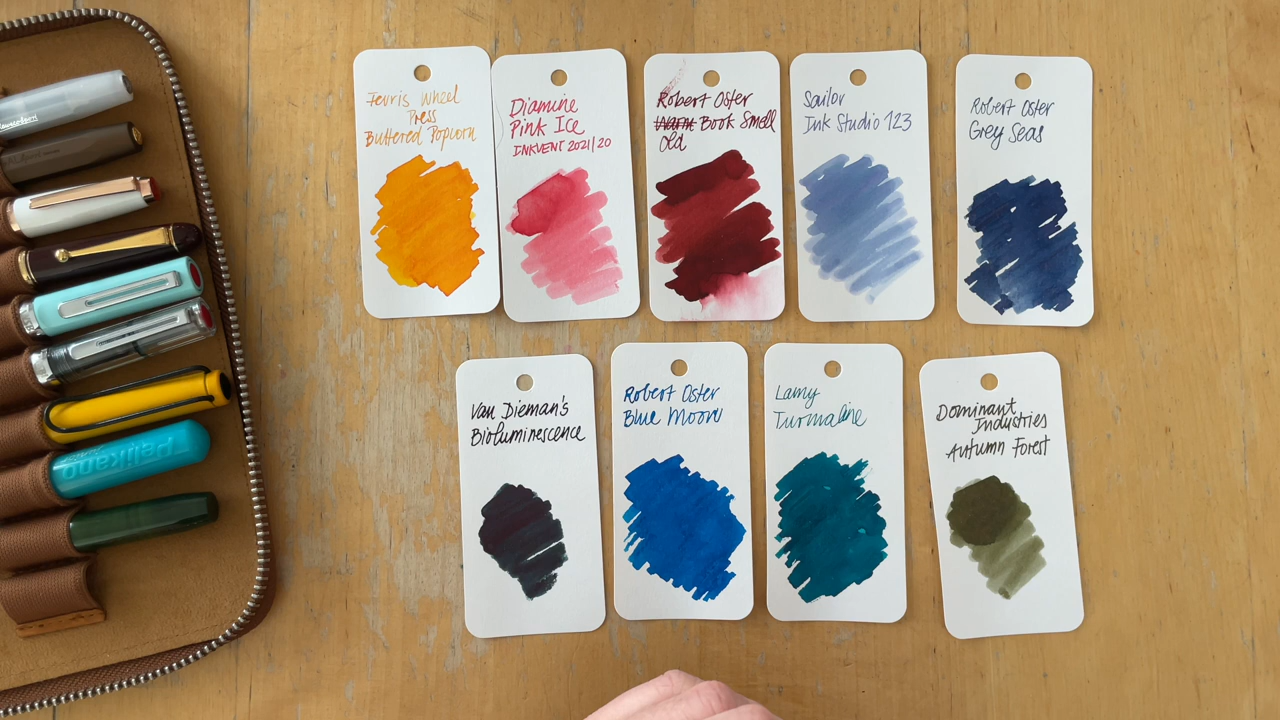 Ferris Wheel
Press
Buttered Popcorn
Diamine
Pink Ice
INKVENT 2021/20
Robert Oster
Warm Book Smell
Old
Sailor
Ink Studio 123
Robert Oster
Grey Seas
Van Dieman's
Bioluminescence
Robert Oster
Blue Moon
Lamy
Turmaline
Dominant
Industries
Autumn Forest
Pelikano